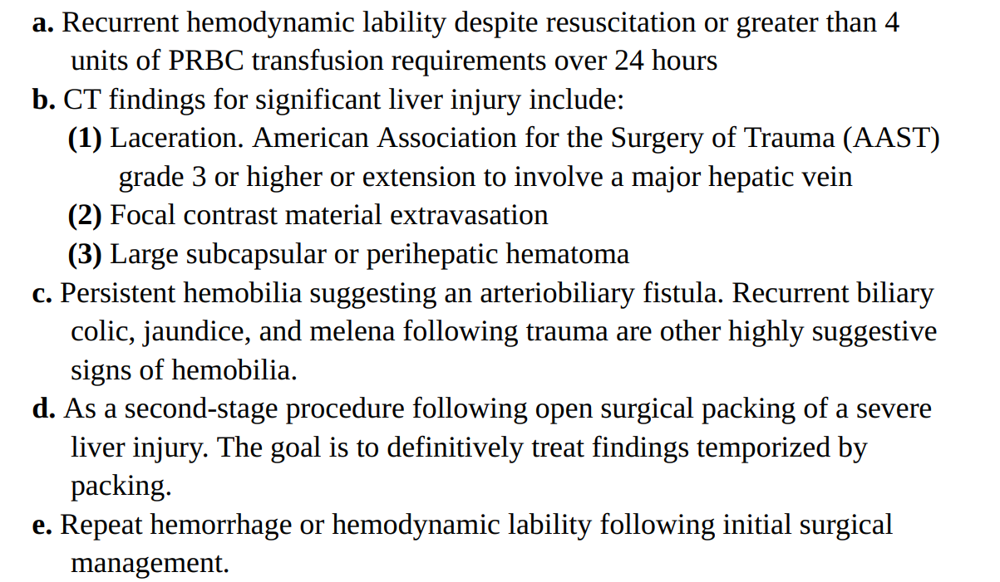 a. Recurrent hemodynamic lability despite resuscitation or greater than 4
units of PRBC transfusion requirements over 24 hours
b. CT findings for significant liver injury include:
(1) Laceration. American Association for the Surgery of Trauma (AAST)
grade 3 or higher or extension to involve a major hepatic vein
(2) Focal contrast material extravasation
(3) Large subcapsular or perihepatic hematoma
c. Persistent hemobilia suggesting an arteriobiliary fistula. Recurrent biliary
colic, jaundice, and melena following trauma are other highly suggestive
signs of hemobilia.
d. As a second-stage procedure following open surgical packing of a severe
liver injury. The goal is to definitively treat findings temporized by
packing.
e. Repeat hemorrhage or hemodynamic lability following initial surgical
management.